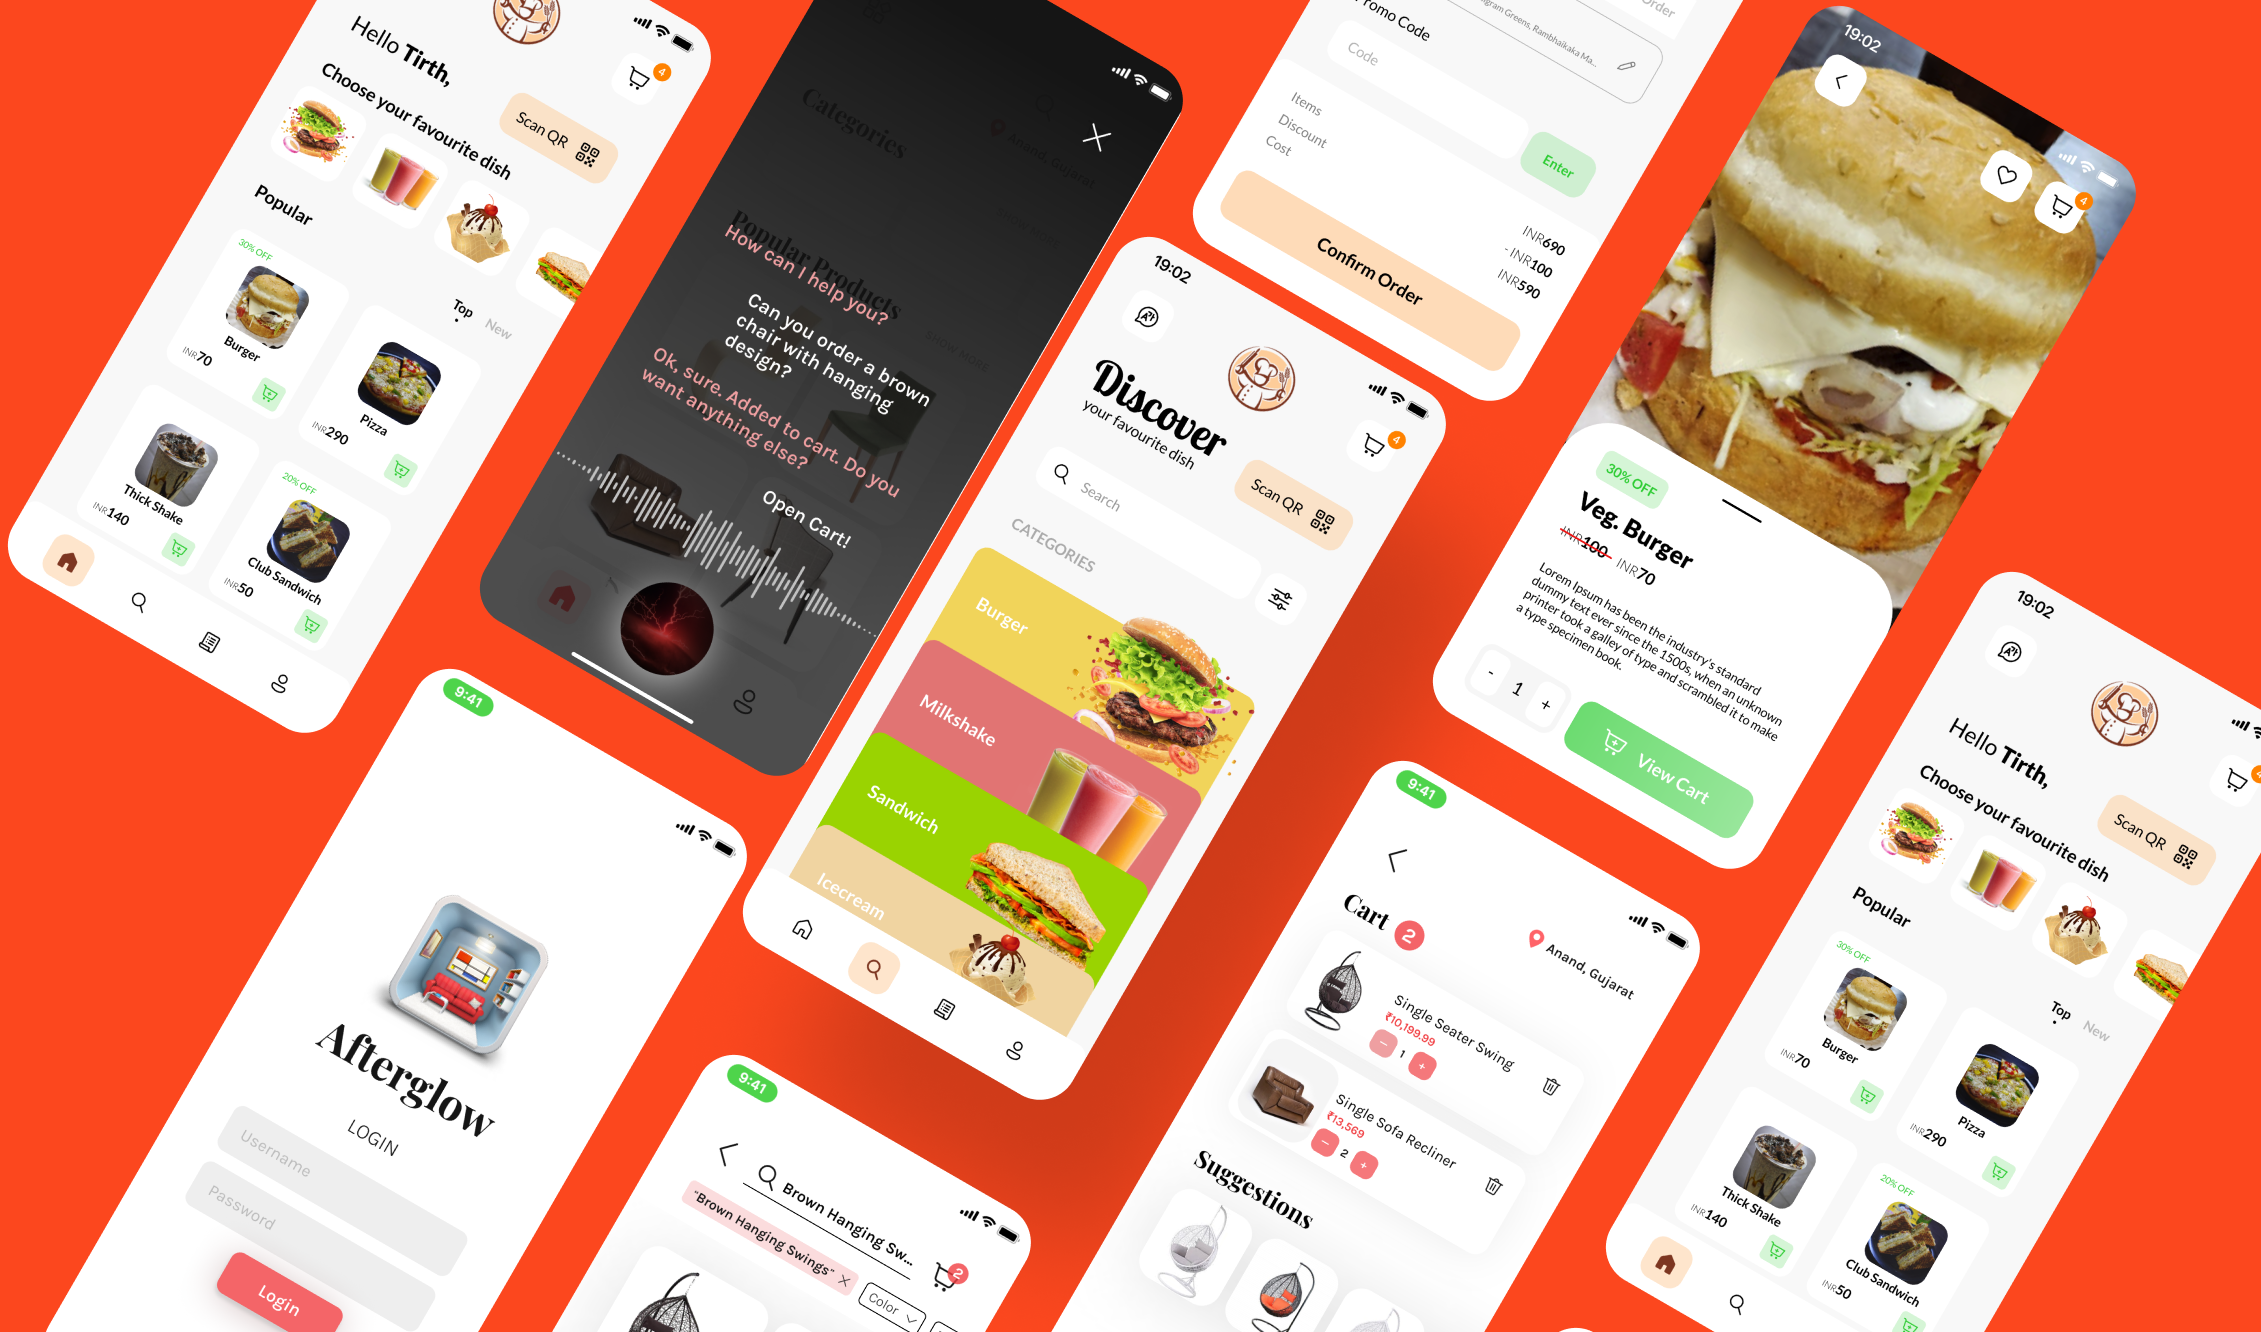 Hello Tirth,
4
Choose your favourite dish
Scan QR
Popular
Top
New
30% OFF
Burger
INR70
Pizza
INR290
Thick Shake
INR140
20% OFF
Club Sandwich
INR50
Categories
Anand, Gujarat
Popular Products
How can I help you?
Can you order a brown
chair with hanging
design?
Ok, sure. Added to cart. Do you
want anything else?
Open Cart!
Promo Code
Code
Enter
Items
Discount
Cost
INR690
- INR100
INR590
Confirm Order
Order
19:02
4
30% OFF
Veg. Burger
INR100
INR70
Lorem Ipsum has been the industry's standard
dummy text ever since the 1500s, when an unknown
printer took a galley of type and scrambled it to make
a type specimen book.
- 1 +
View Cart
19:02
Discover
your favourite dish
4
Scan QR
Search
CATEGORIES
Burger
Milkshake
Sandwich
Icecream
9:41
Afterglow
LOGIN
Username
Password
Login
9:41
Brown Hanging Sw...
2
"Brown Hanging Swings"
Color
9:41
Cart 2
Anand, Gujarat
Single Seater Swing
₹10,199.99
− 1 +
Single Sofa Recliner
₹13,569
− 2 +
Suggestions
19:02
Hello Tirth,
Choose your favourite dish
Scan QR
Popular
Top
New
30% OFF
Burger
INR70
Pizza
INR290
Thick Shake
INR140
20% OFF
Club Sandwich
INR50